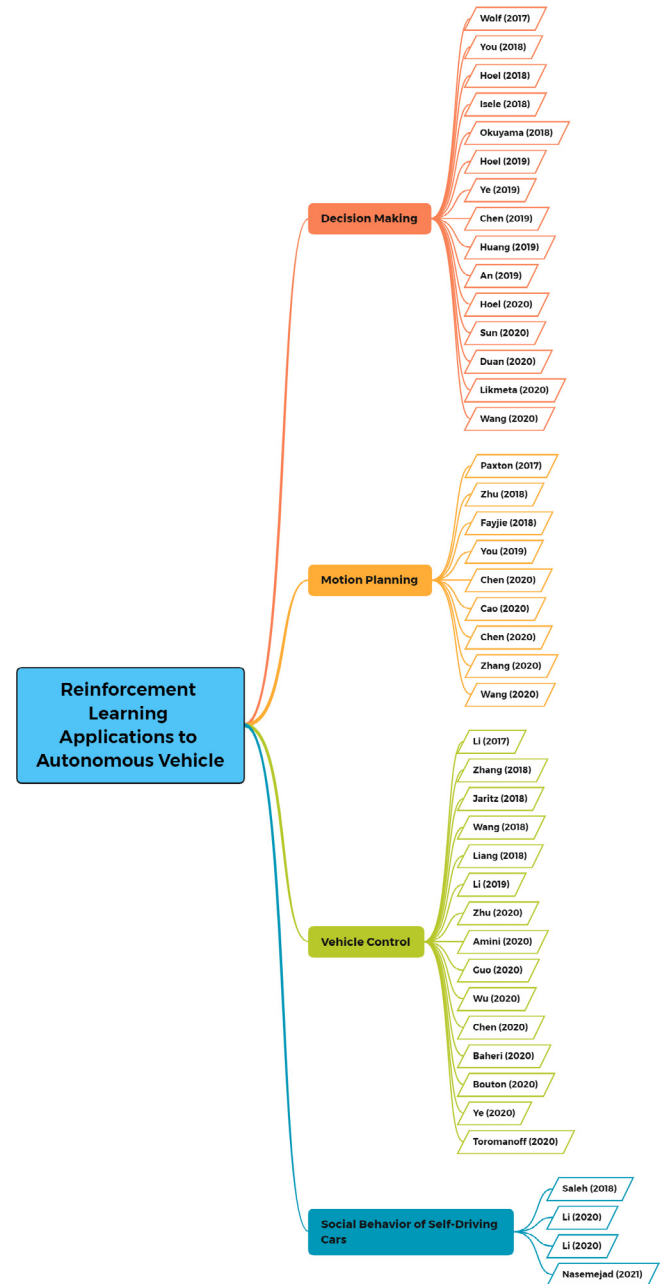 Reinforcement
Learning
Applications to
Autonomous Vehicle
Decision Making
Wolf (2017)
You (2018)
Hoel (2018)
Isele (2018)
Okuyama (2018)
Hoel (2019)
Ye (2019)
Chen (2019)
Huang (2019)
An (2019)
Hoel (2020)
Sun (2020)
Duan (2020)
Likmeta (2020)
Wang (2020)
Motion Planning
Paxton (2017)
Zhu (2018)
Fayjie (2018)
You (2019)
Chen (2020)
Cao (2020)
Chen (2020)
Zhang (2020)
Wang (2020)
Vehicle Control
Li (2017)
Zhang (2018)
Jaritz (2018)
Wang (2018)
Liang (2018)
Li (2019)
Zhu (2020)
Amini (2020)
Guo (2020)
Wu (2020)
Chen (2020)
Baheri (2020)
Bouton (2020)
Ye (2020)
Toromanoff (2020)
Social Behavior of Self-Driving
Cars
Saleh (2018)
Li (2020)
Li (2020)
Nasernejad (2021)